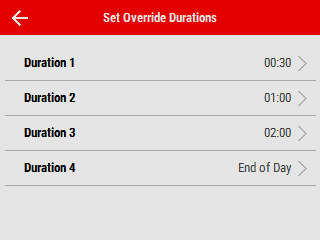 Set Override Durations
Duration 1 00:30
Duration 2 01:00
Duration 3 02:00
Duration 4 End of Day